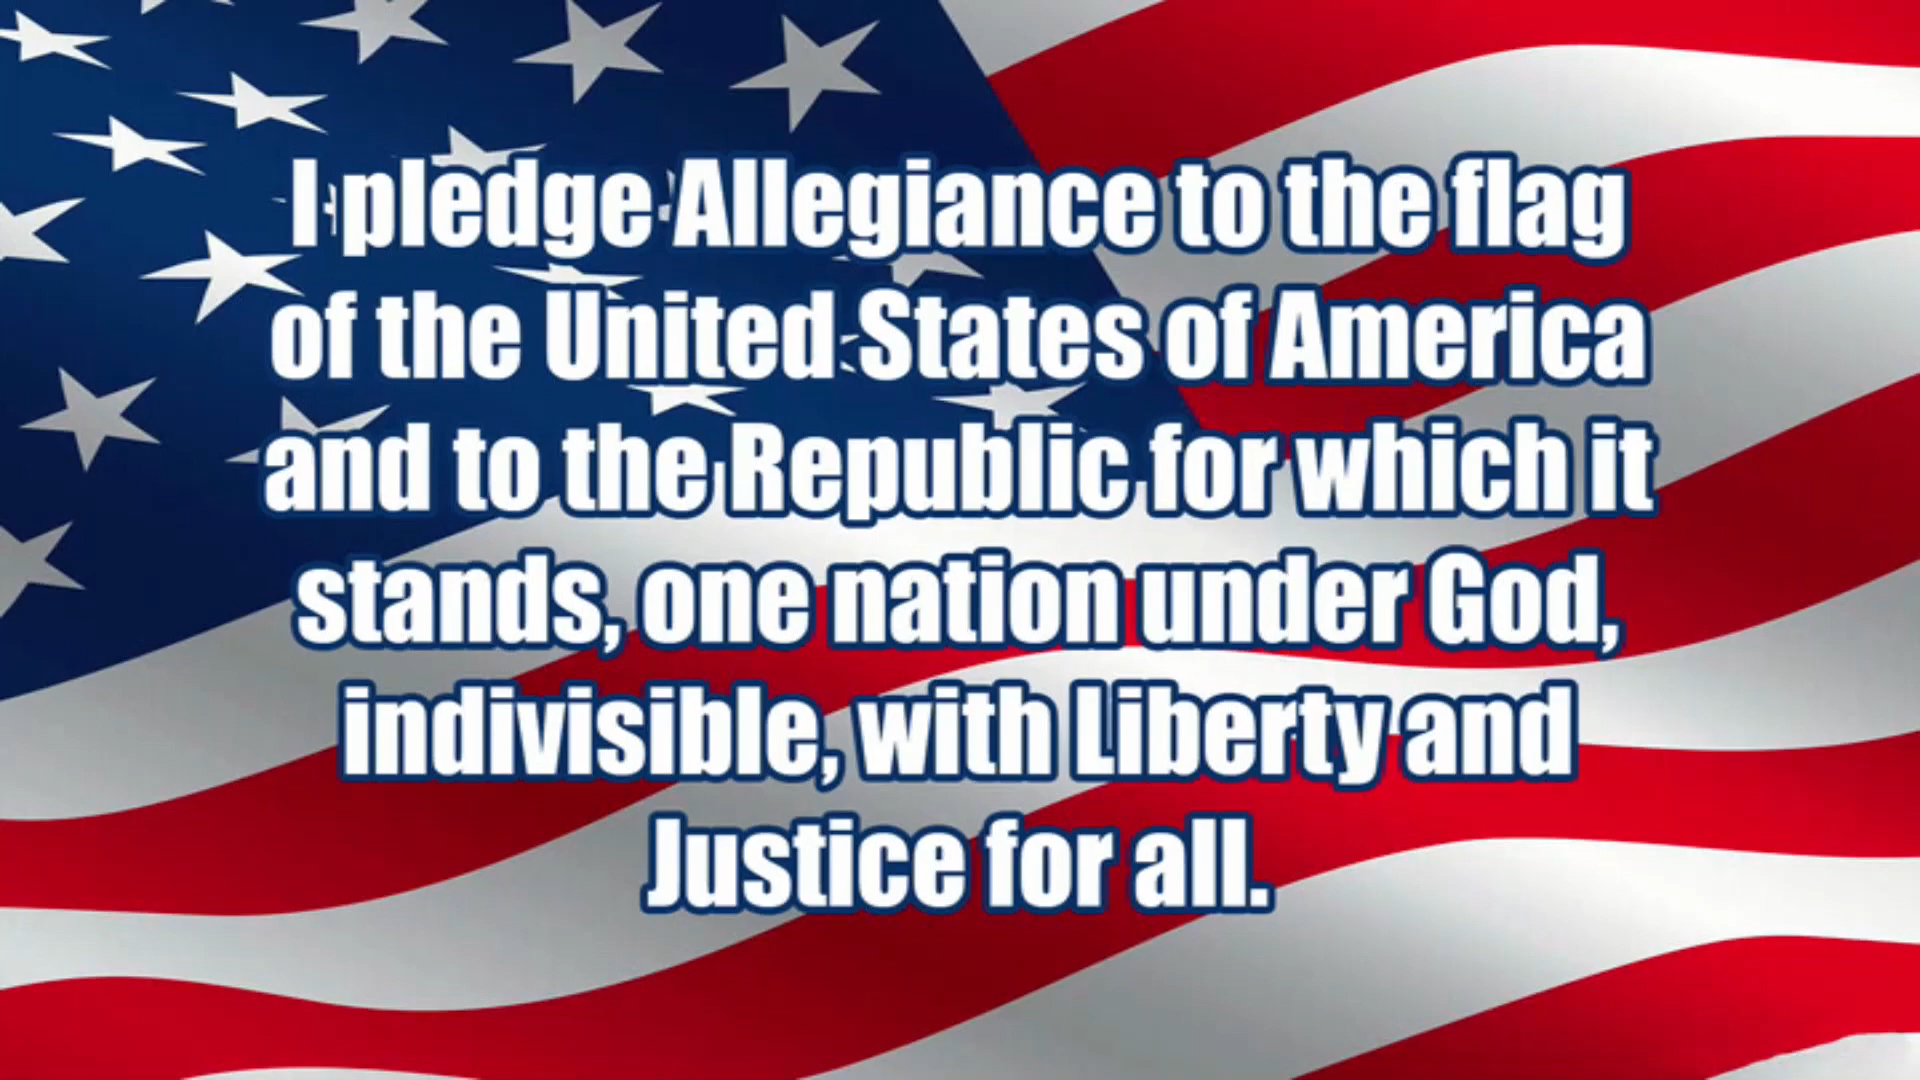 I pledge Allegiance to the flag
of the United States of America
and to the Republic for which it
stands, one nation under God,
indivisible, with Liberty and
Justice for all.